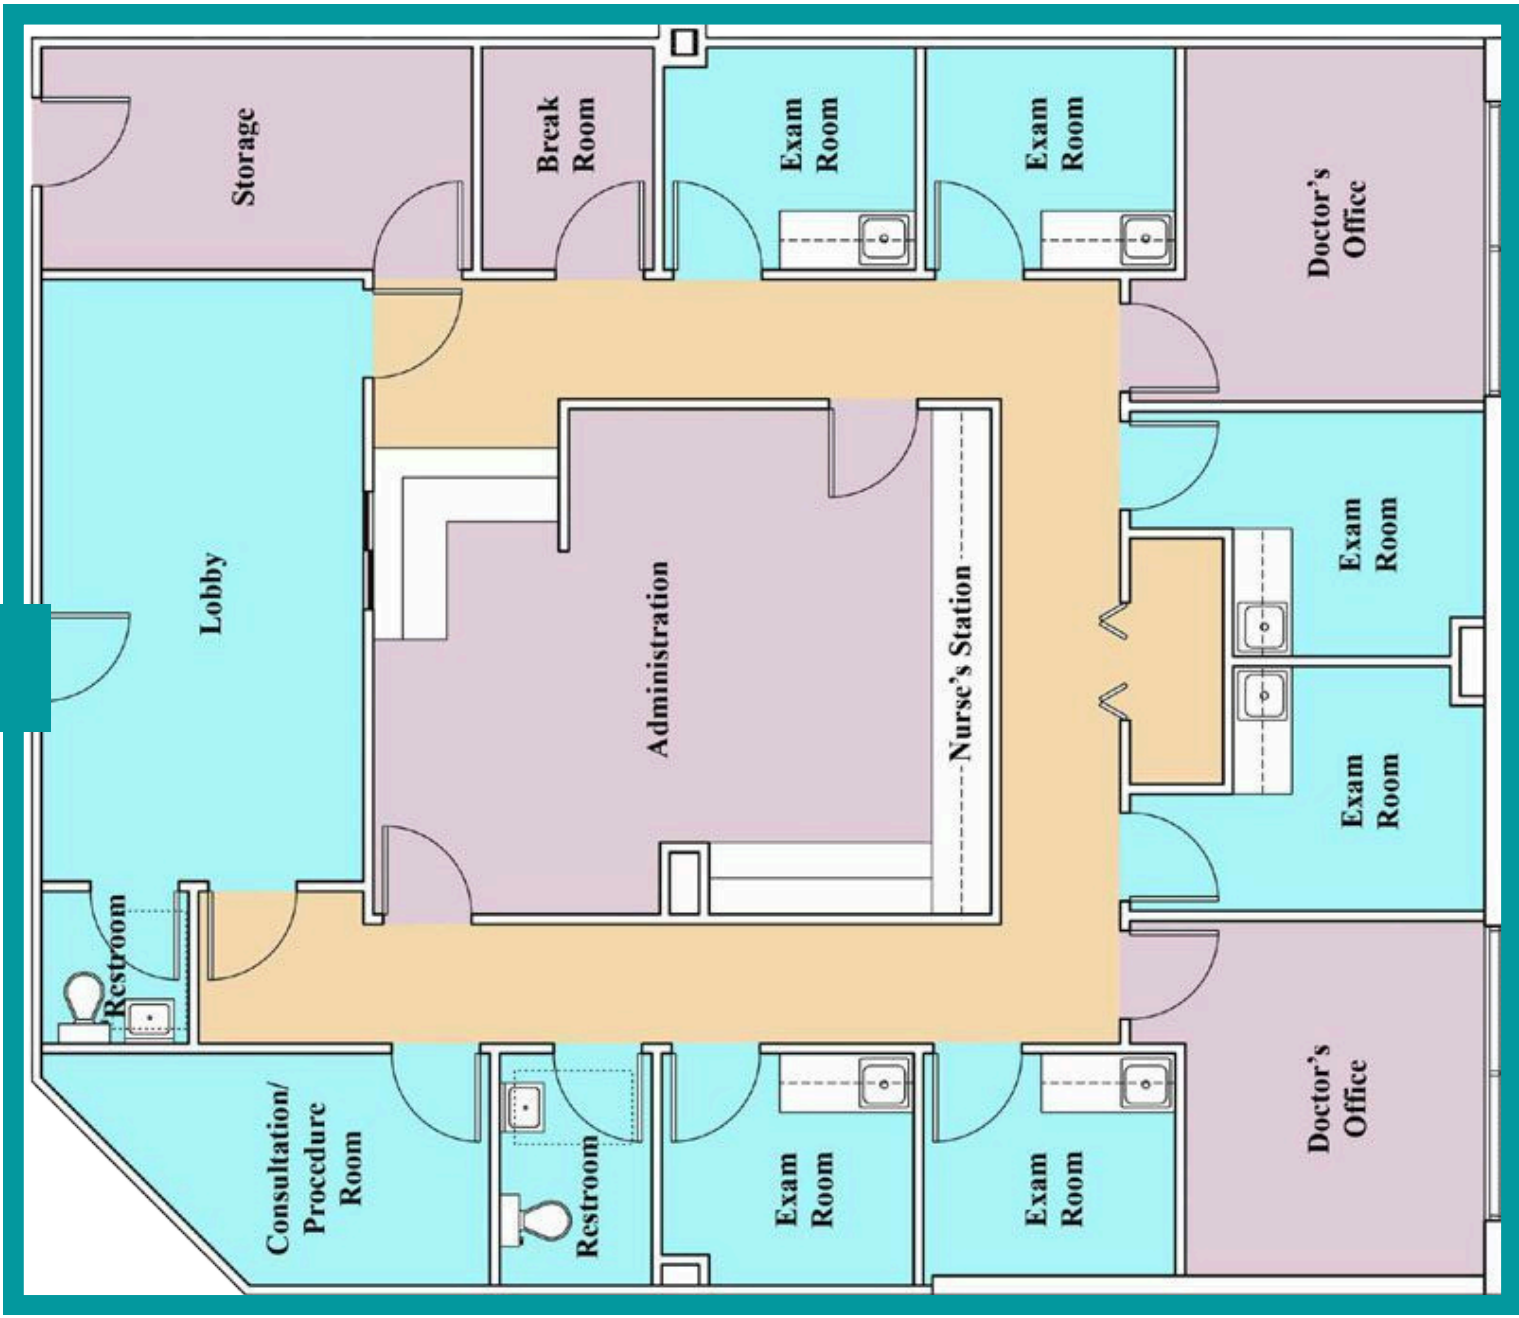 Storage
Break
Room
Exam
Room
Exam
Room
Doctor's
Office
Lobby
Administration
Nurse's Station
Exam
Room
Exam
Room
Restroom
Consultation/
Procedure
Room
Restroom
Exam
Room
Exam
Room
Doctor's
Office